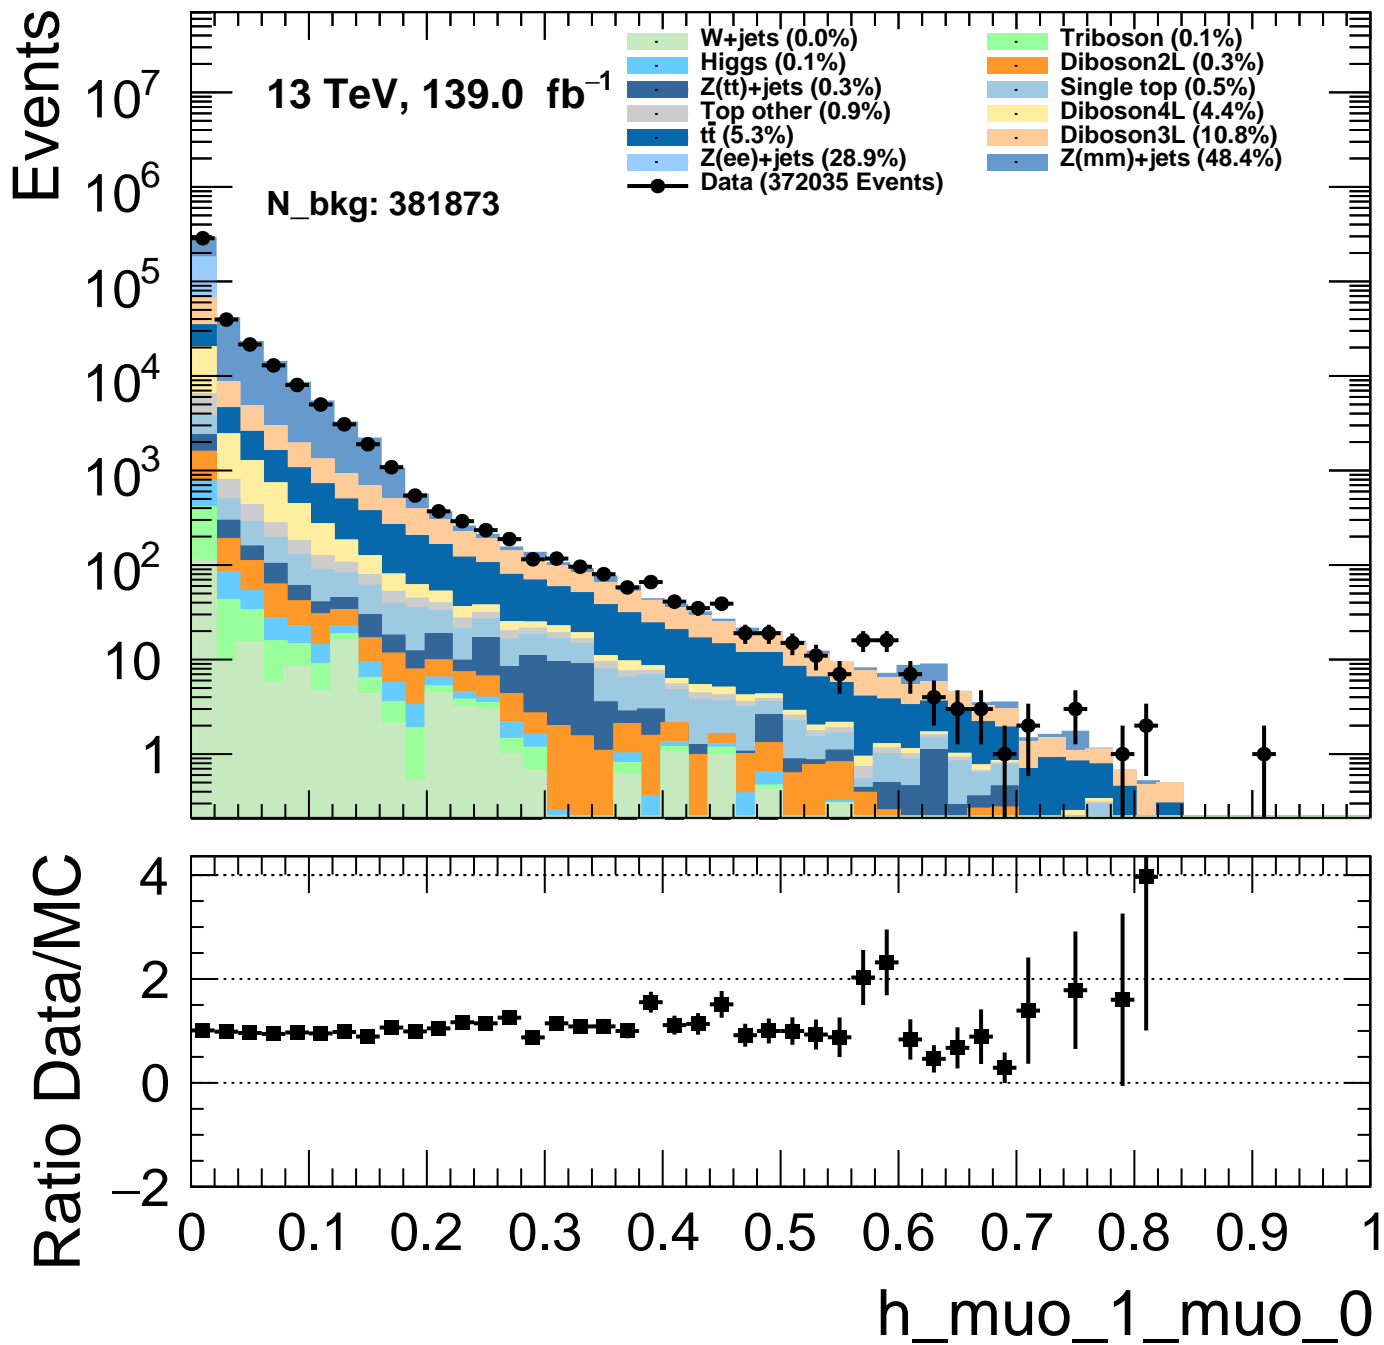 Events
10⁷
10⁶
10⁵
10⁴
10³
10²
10
1
13 TeV, 139.0 fb⁻¹
N_bkg: 381873
W+jets (0.0%)
Higgs (0.1%)
Z(tt)+jets (0.3%)
Top other (0.9%)
tt̄ (5.3%)
Z(ee)+jets (28.9%)
Data (372035 Events)
Triboson (0.1%)
Diboson2L (0.3%)
Single top (0.5%)
Diboson4L (4.4%)
Diboson3L (10.8%)
Z(mm)+jets (48.4%)
Ratio Data/MC
4
2
0
−2
0 0.1 0.2 0.3 0.4 0.5 0.6 0.7 0.8 0.9 1
h_muo_1_muo_0